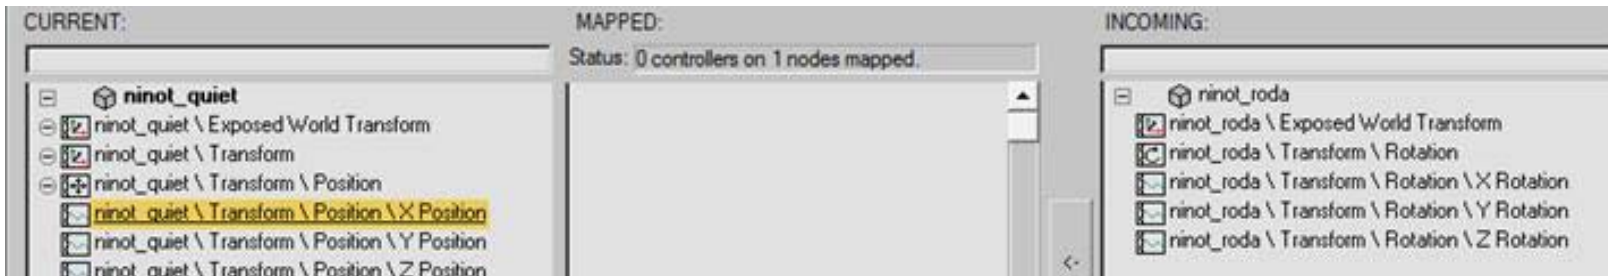 CURRENT:
ninot_quiet
ninot_quiet \ Exposed World Transform
ninot_quiet \ Transform
ninot_quiet \ Transform \ Position
ninot_quiet \ Transform \ Position \ X Position
ninot_quiet \ Transform \ Position \ Y Position
ninot_quiet \ Transform \ Position \ Z Position
MAPPED:
Status: 0 controllers on 1 nodes mapped.
<-
INCOMING:
ninot_roda
ninot_roda \ Exposed World Transform
ninot_roda \ Transform \ Rotation
ninot_roda \ Transform \ Rotation \ X Rotation
ninot_roda \ Transform \ Rotation \ Y Rotation
ninot_roda \ Transform \ Rotation \ Z Rotation